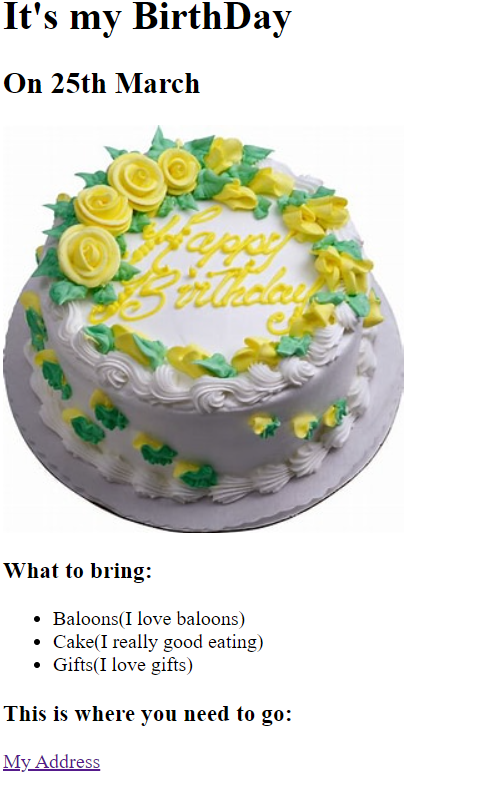 It's my BirthDay
On 25th March
Happy
Birthday
What to bring:
Baloons(I love baloons)
Cake(I really good eating)
Gifts(I love gifts)
This is where you need to go:
My Address